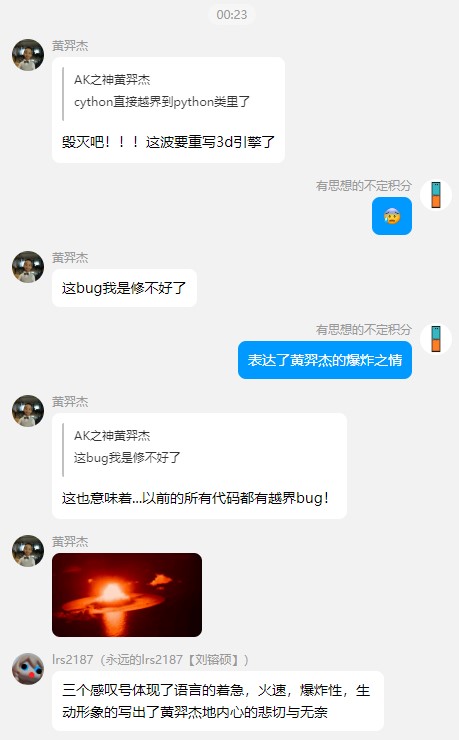 00:23
黄羿杰
AK之神黄羿杰
cython直接越界到python类里了
毁灭吧！！！这波要重写3d引擎了
有思想的不定积分
黄羿杰
这bug我是修不好了
有思想的不定积分
表达了黄羿杰的爆炸之情
黄羿杰
AK之神黄羿杰
这bug我是修不好了
这也意味着...以前的所有代码都有越界bug！
黄羿杰
lrs2187（永远的lrs2187【刘镕硕】）
三个感叹号体现了语言的着急，火速，爆炸性，生
动形象的写出了黄羿杰地内心的悲切与无奈